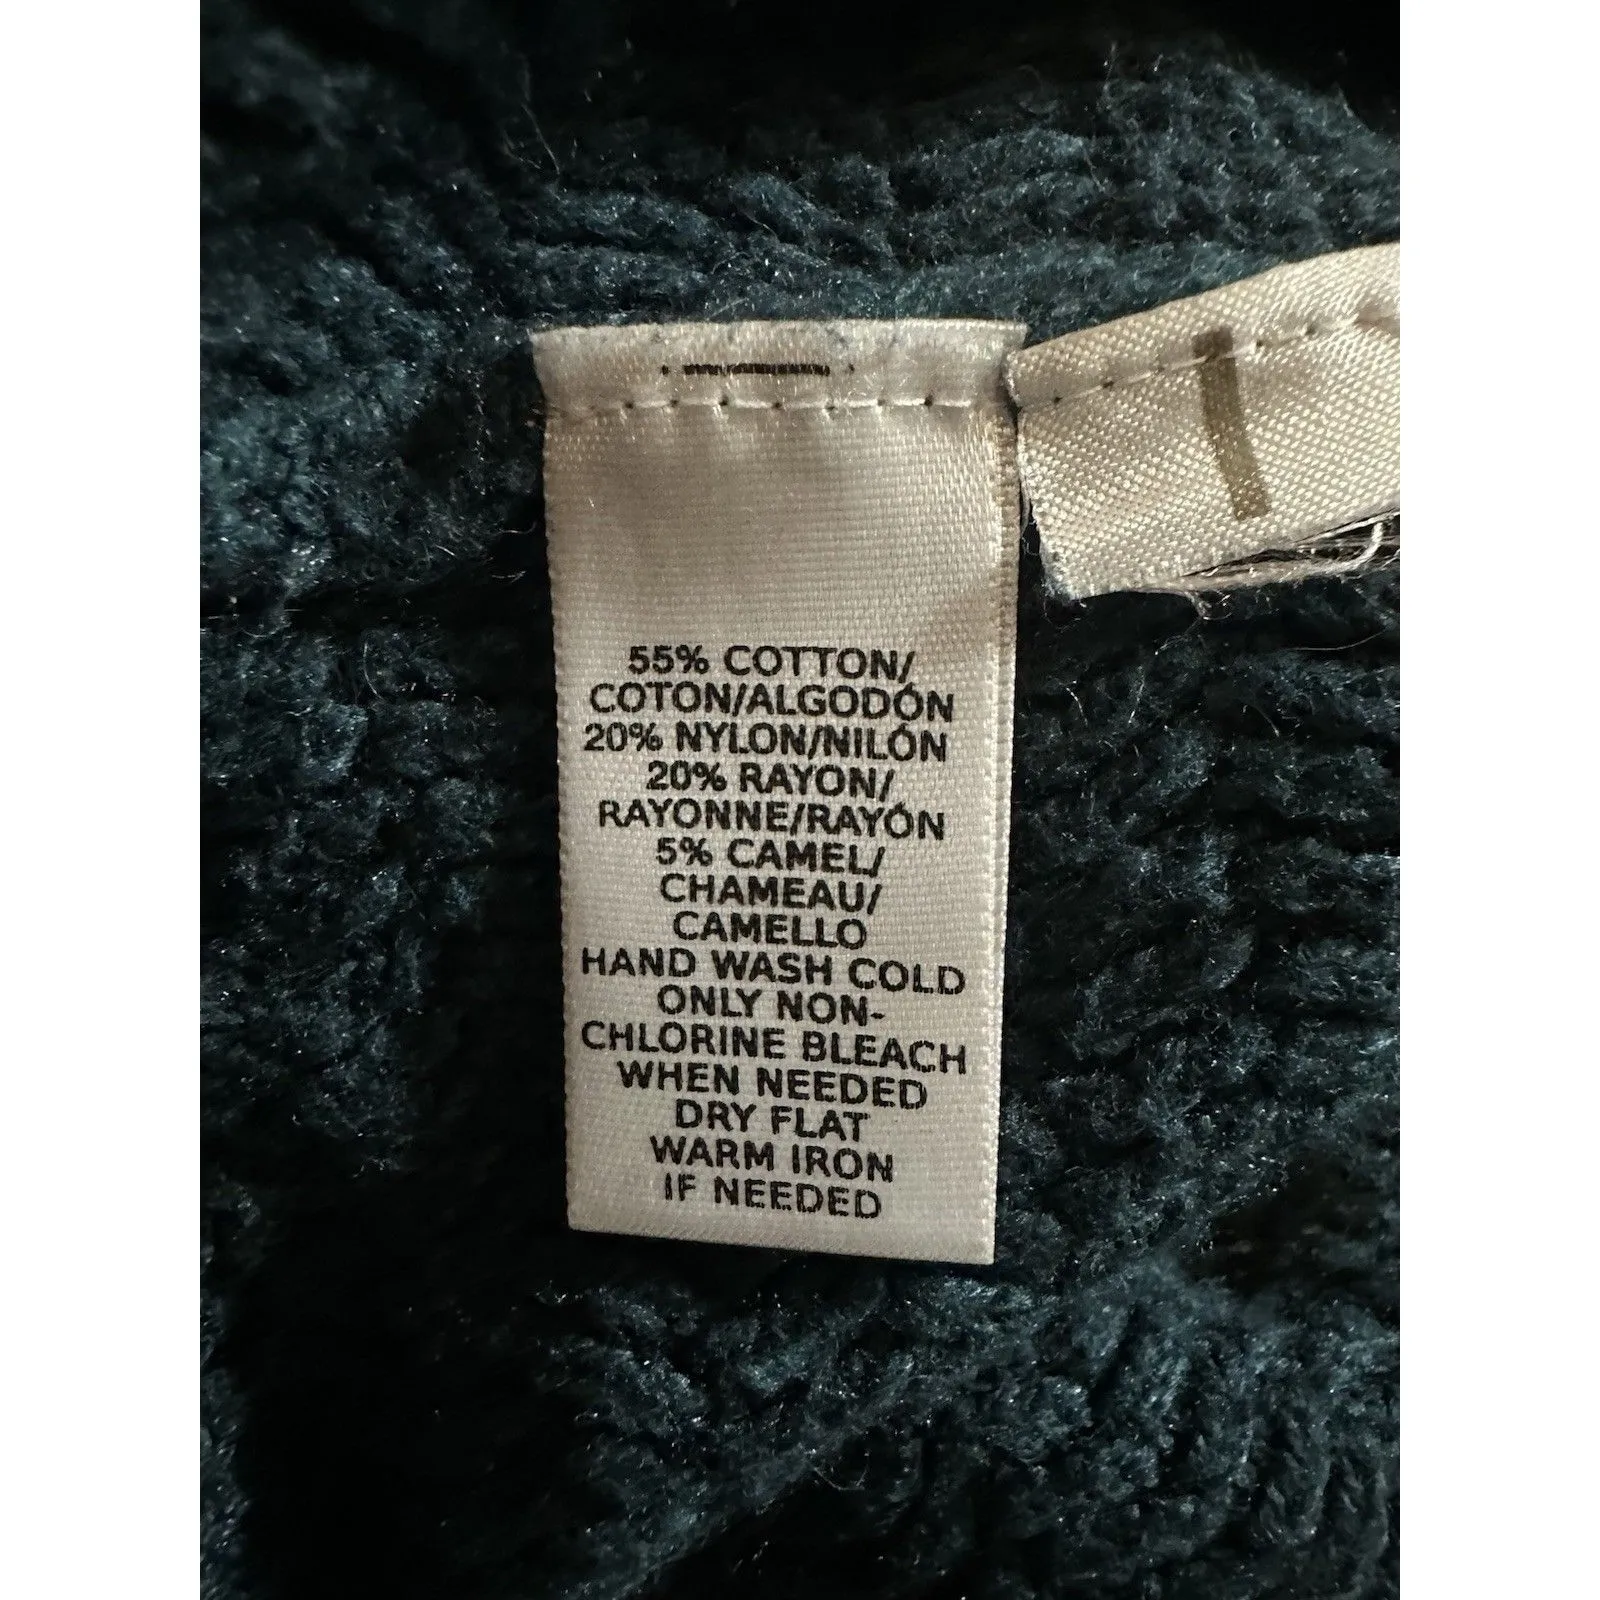 55% COTTON/
COTON/ALGODÓN
20% NYLON/NILÓN
20% RAYON/
RAYONNE/RAYÓN
5% CAMEL/
CHAMEAU/
CAMELLO
HAND WASH COLD
ONLY NON-
CHLORINE BLEACH
WHEN NEEDED
DRY FLAT
WARM IRON
IF NEEDED